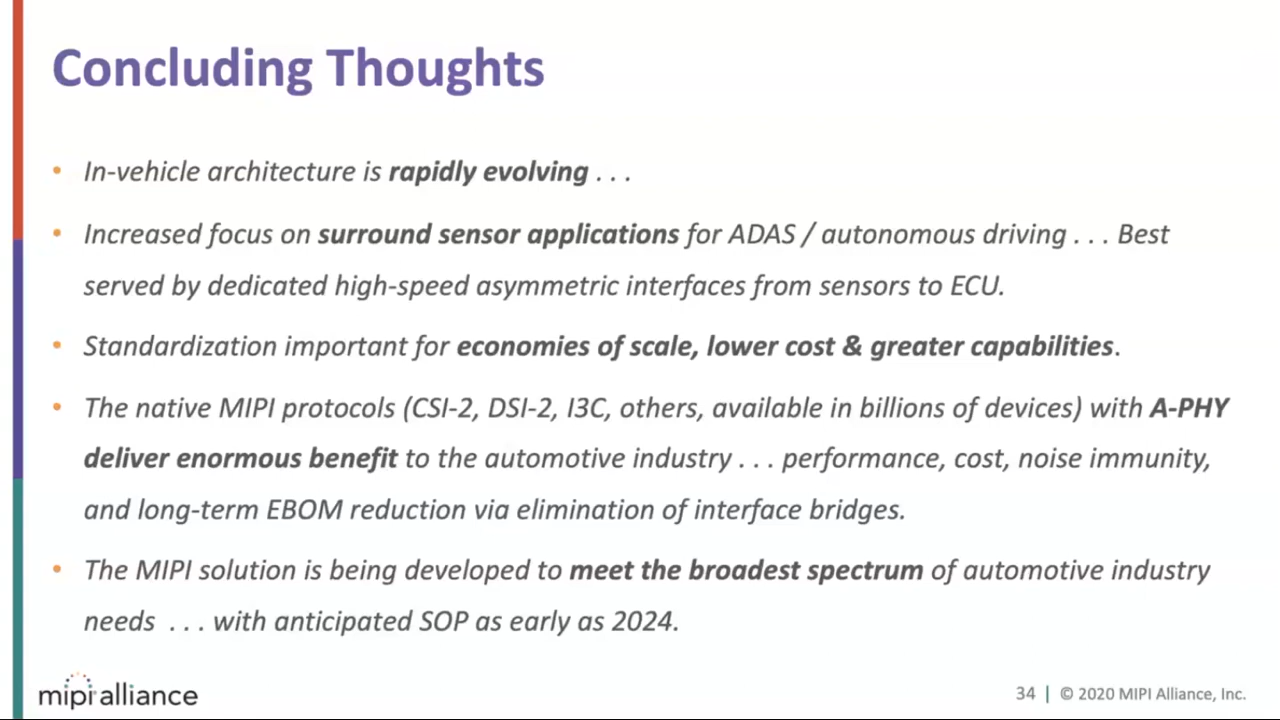 Concluding Thoughts
• In-vehicle architecture is rapidly evolving . . .
• Increased focus on surround sensor applications for ADAS / autonomous driving . . . Best
served by dedicated high-speed asymmetric interfaces from sensors to ECU.
• Standardization important for economies of scale, lower cost & greater capabilities.
• The native MIPI protocols (CSI-2, DSI-2, I3C, others, available in billions of devices) with A-PHY
deliver enormous benefit to the automotive industry . . . performance, cost, noise immunity,
and long-term EBOM reduction via elimination of interface bridges.
• The MIPI solution is being developed to meet the broadest spectrum of automotive industry
needs . . . with anticipated SOP as early as 2024.
mipi alliance
34 | © 2020 MIPI Alliance, Inc.